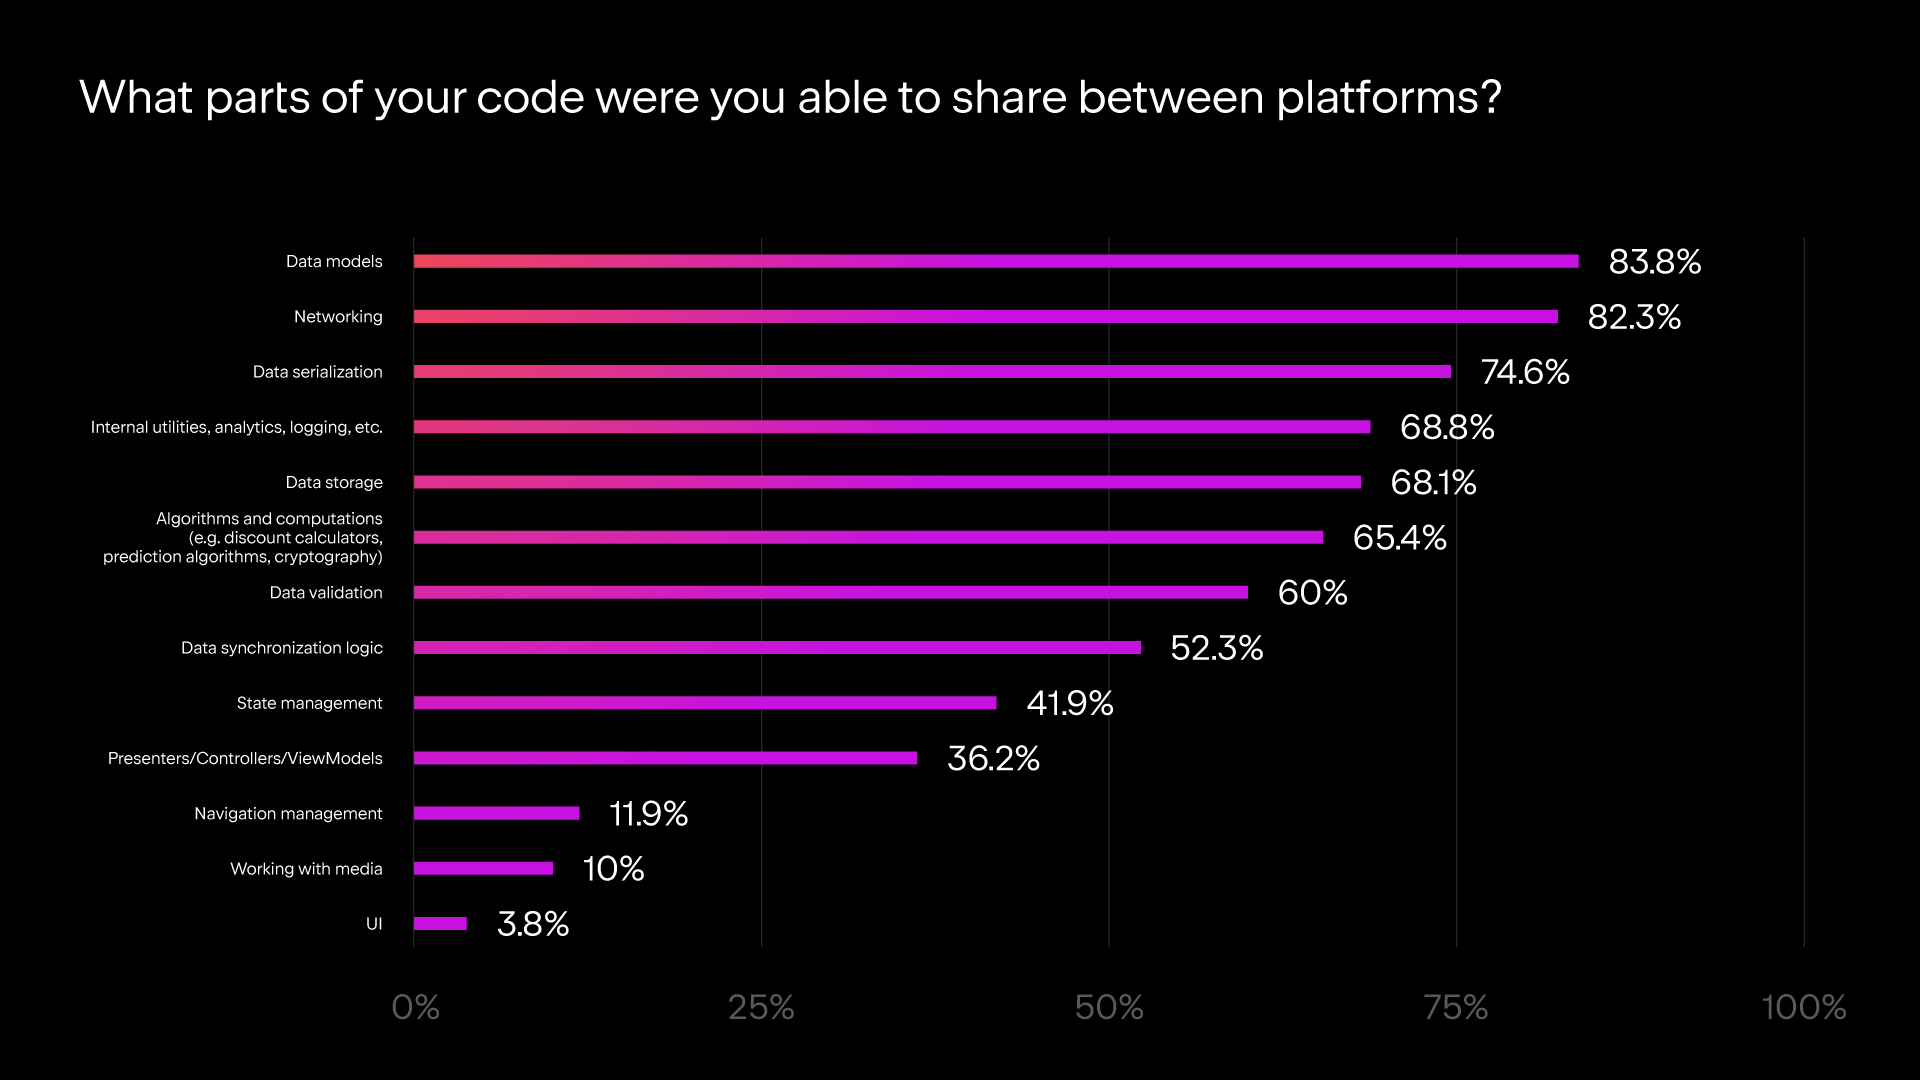 What parts of your code were you able to share between platforms?
Data models 83.8%
Networking 82.3%
Data serialization 74.6%
Internal utilities, analytics, logging, etc. 68.8%
Data storage 68.1%
Algorithms and computations
(e.g. discount calculators,
prediction algorithms, cryptography) 65.4%
Data validation 60%
Data synchronization logic 52.3%
State management 41.9%
Presenters/Controllers/ViewModels 36.2%
Navigation management 11.9%
Working with media 10%
UI 3.8%
0% 25% 50% 75% 100%